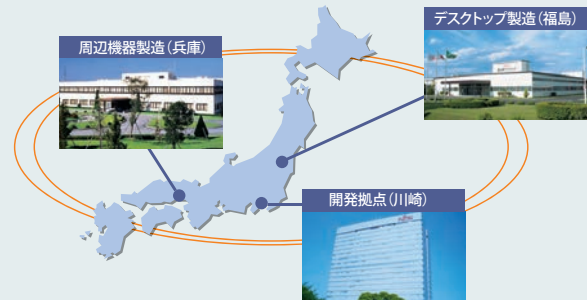 デスクトップ製造（福島）
周辺機器製造（兵庫）
開発拠点（川崎）